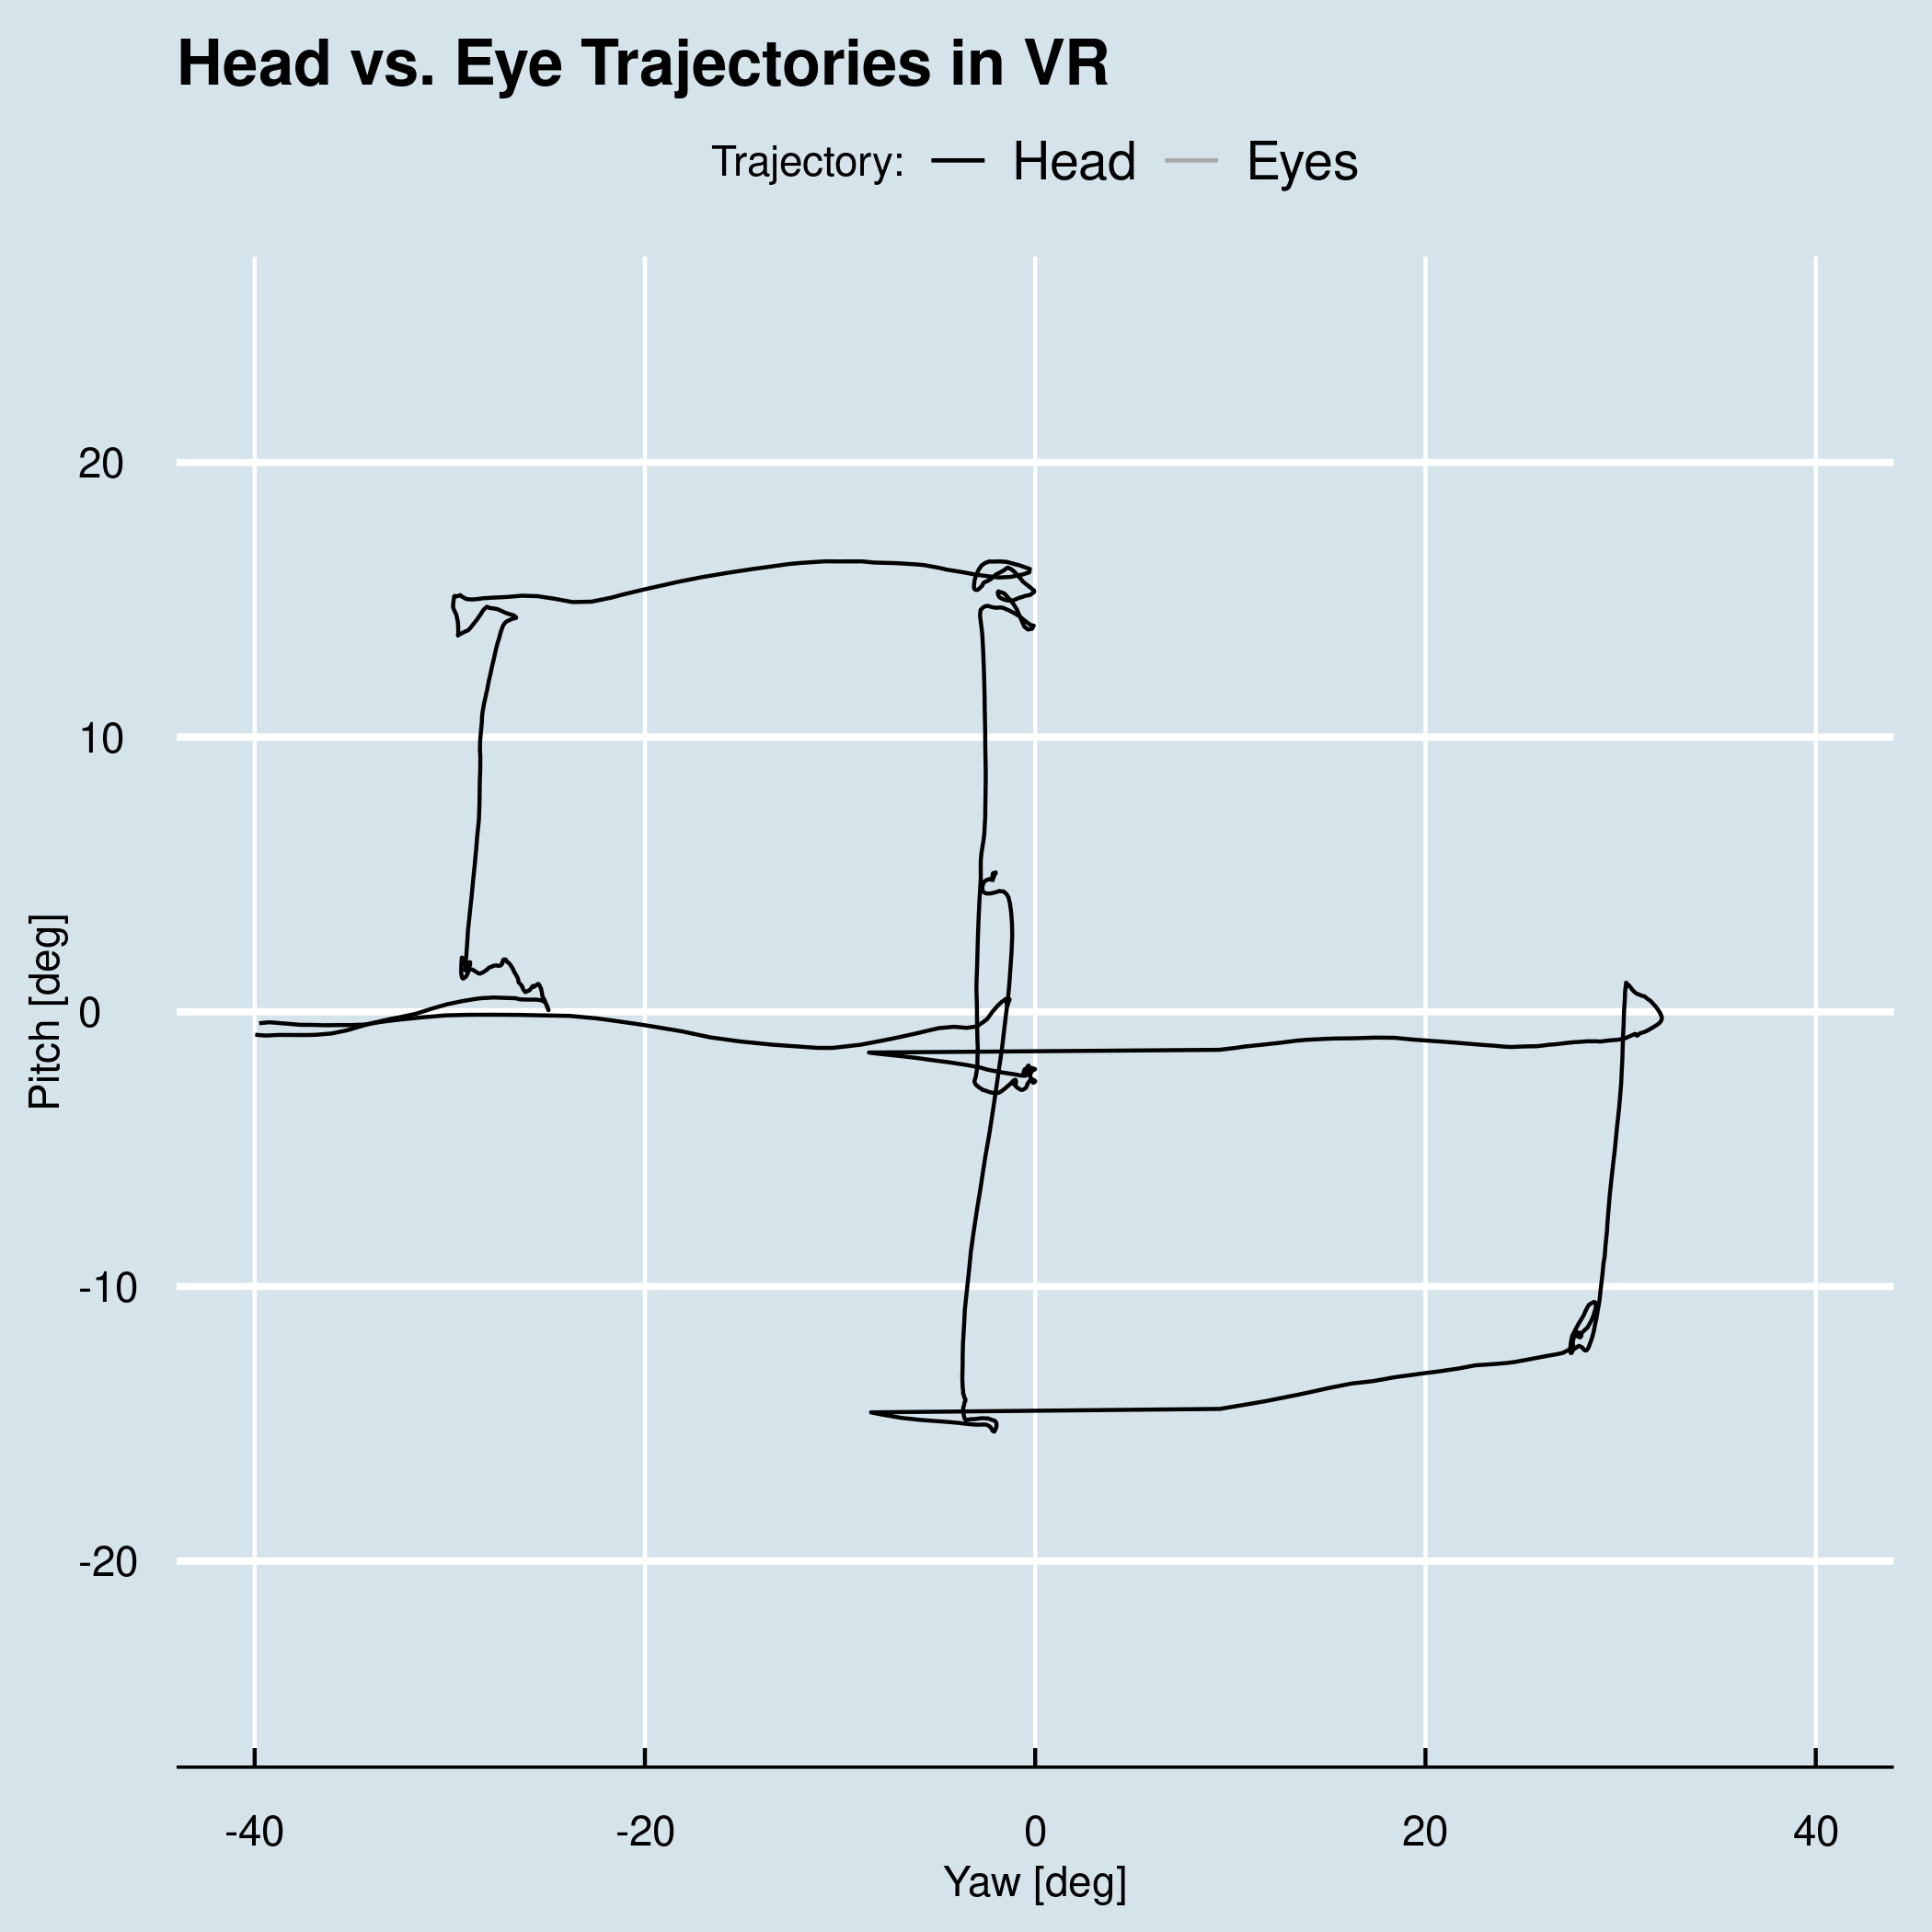 Head vs. Eye Trajectories in VR
Trajectory: Head Eyes
20
10
0
-10
-20
Pitch [deg]
-40 -20 0 20 40
Yaw [deg]